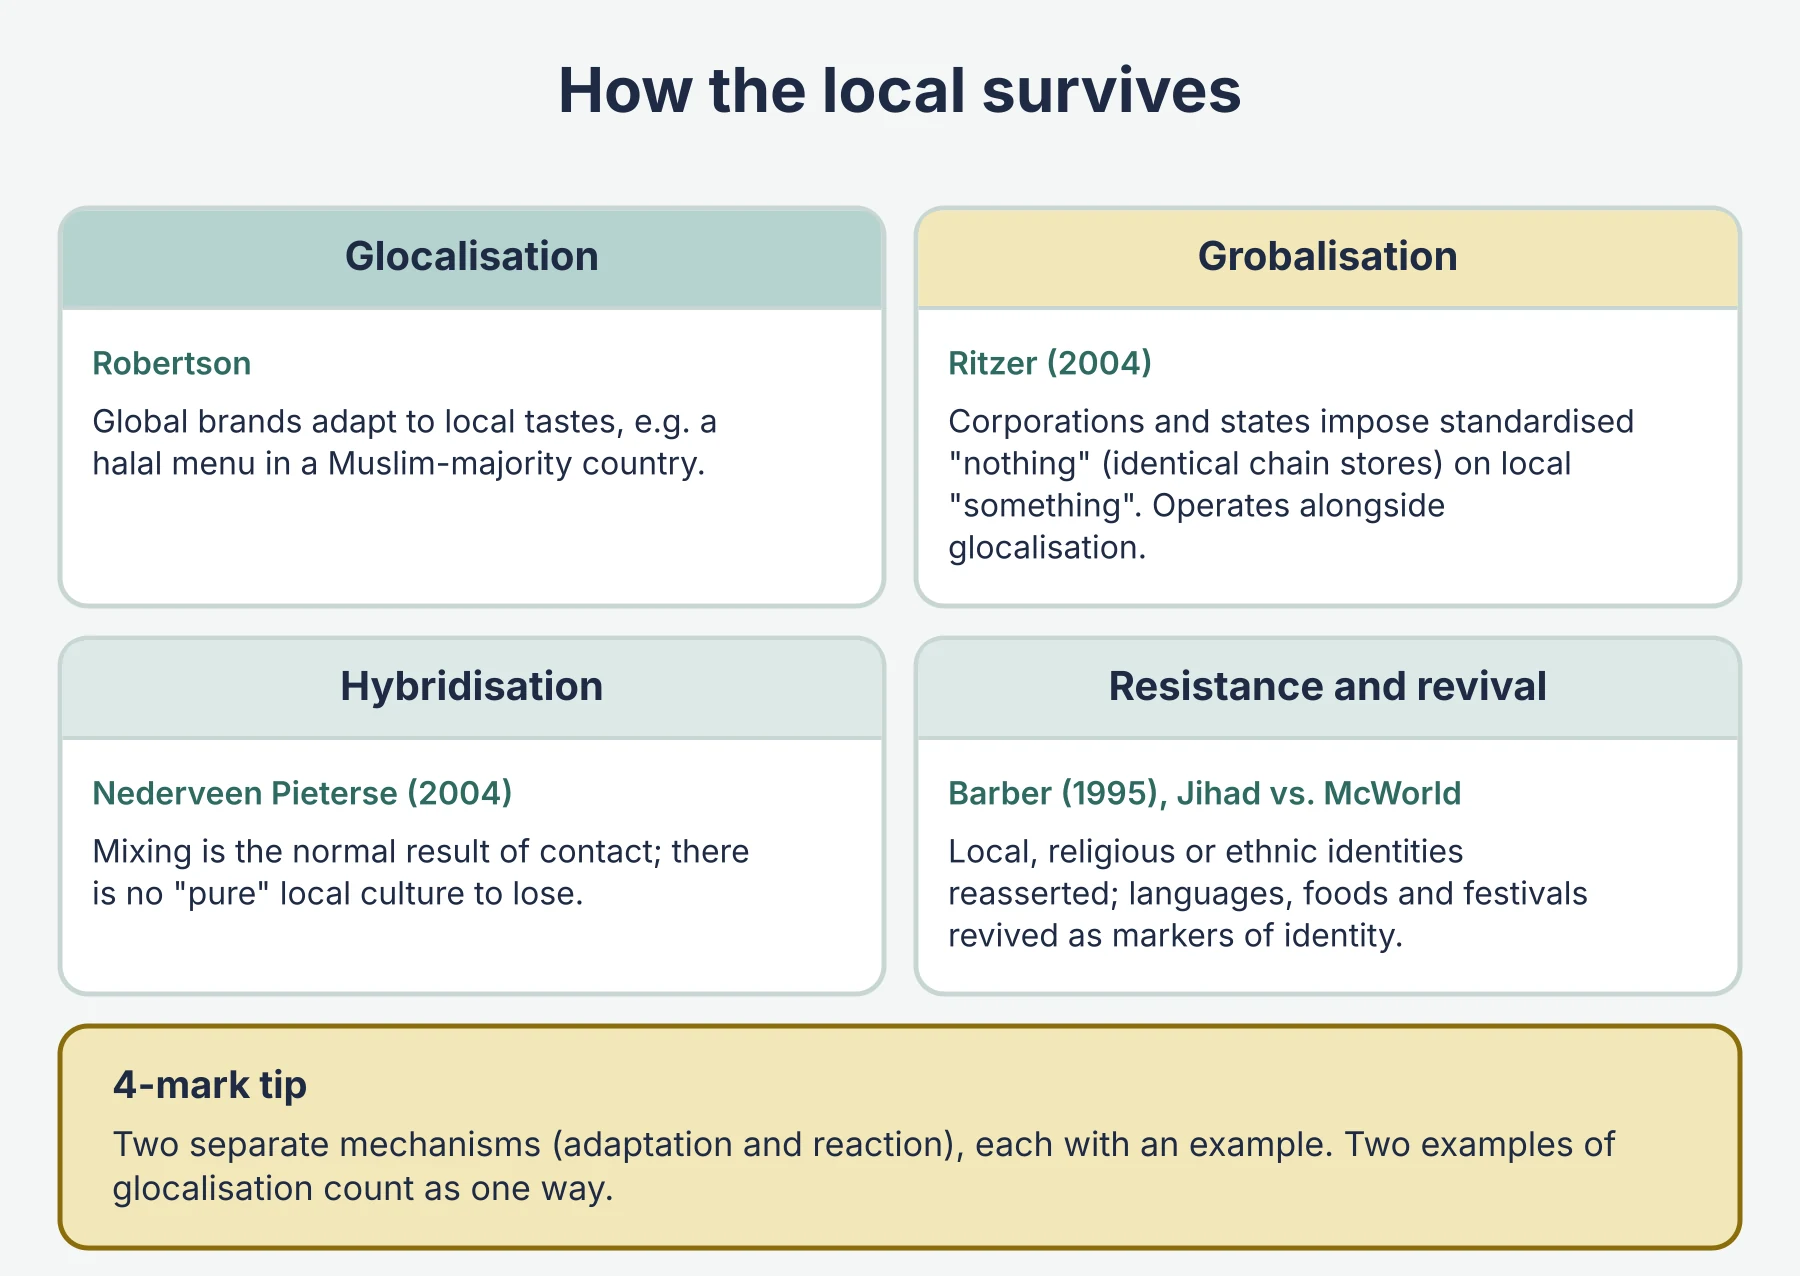 How the local survives
Glocalisation
Robertson
Global brands adapt to local tastes, e.g. a
halal menu in a Muslim-majority country.
Grobalisation
Ritzer (2004)
Corporations and states impose standardised
"nothing" (identical chain stores) on local
"something". Operates alongside
glocalisation.
Hybridisation
Nederveen Pieterse (2004)
Mixing is the normal result of contact; there
is no "pure" local culture to lose.
Resistance and revival
Barber (1995), Jihad vs. McWorld
Local, religious or ethnic identities
reasserted; languages, foods and festivals
revived as markers of identity.
4-mark tip
Two separate mechanisms (adaptation and reaction), each with an example. Two examples of
glocalisation count as one way.